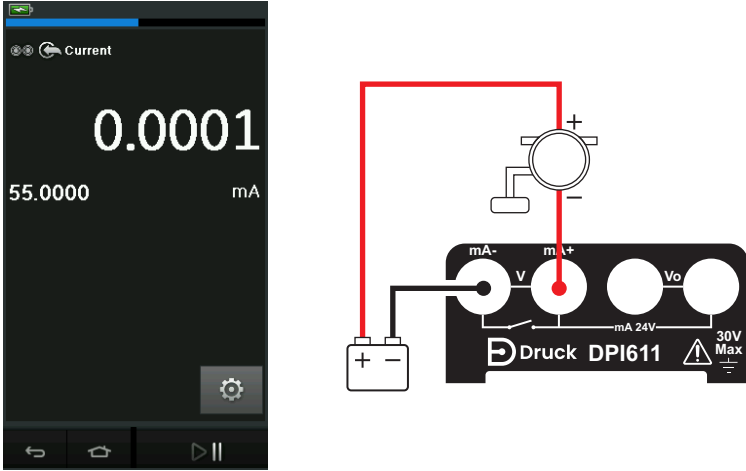 Current
0.0001
55.0000 mA
+
−
mA- mA+
V Vo
mA 24V
+ −
Druck DPI611
30V
Max